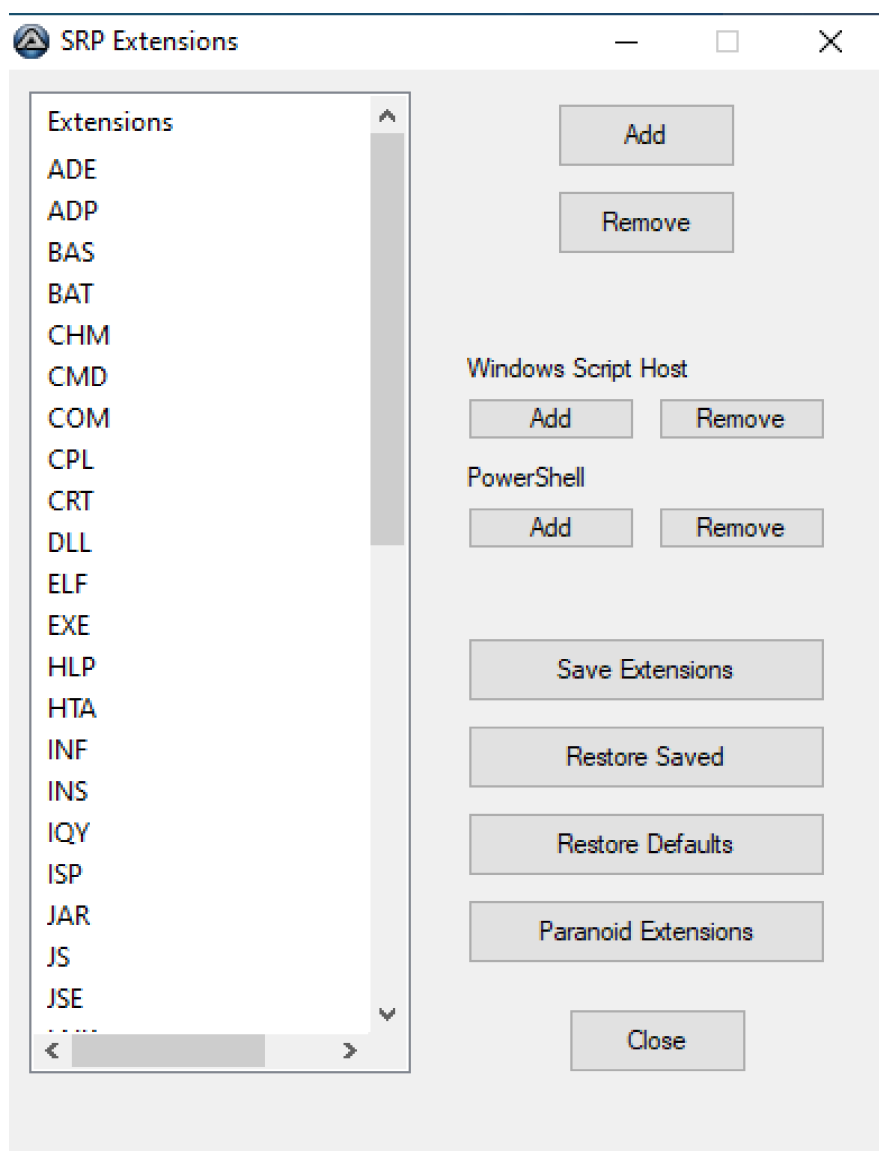 SRP Extensions
Extensions
ADE
ADP
BAS
BAT
CHM
CMD
COM
CPL
CRT
DLL
ELF
EXE
HLP
HTA
INF
INS
IQY
ISP
JAR
JS
JSE
Add
Remove
Windows Script Host
Add Remove
PowerShell
Add Remove
Save Extensions
Restore Saved
Restore Defaults
Paranoid Extensions
Close